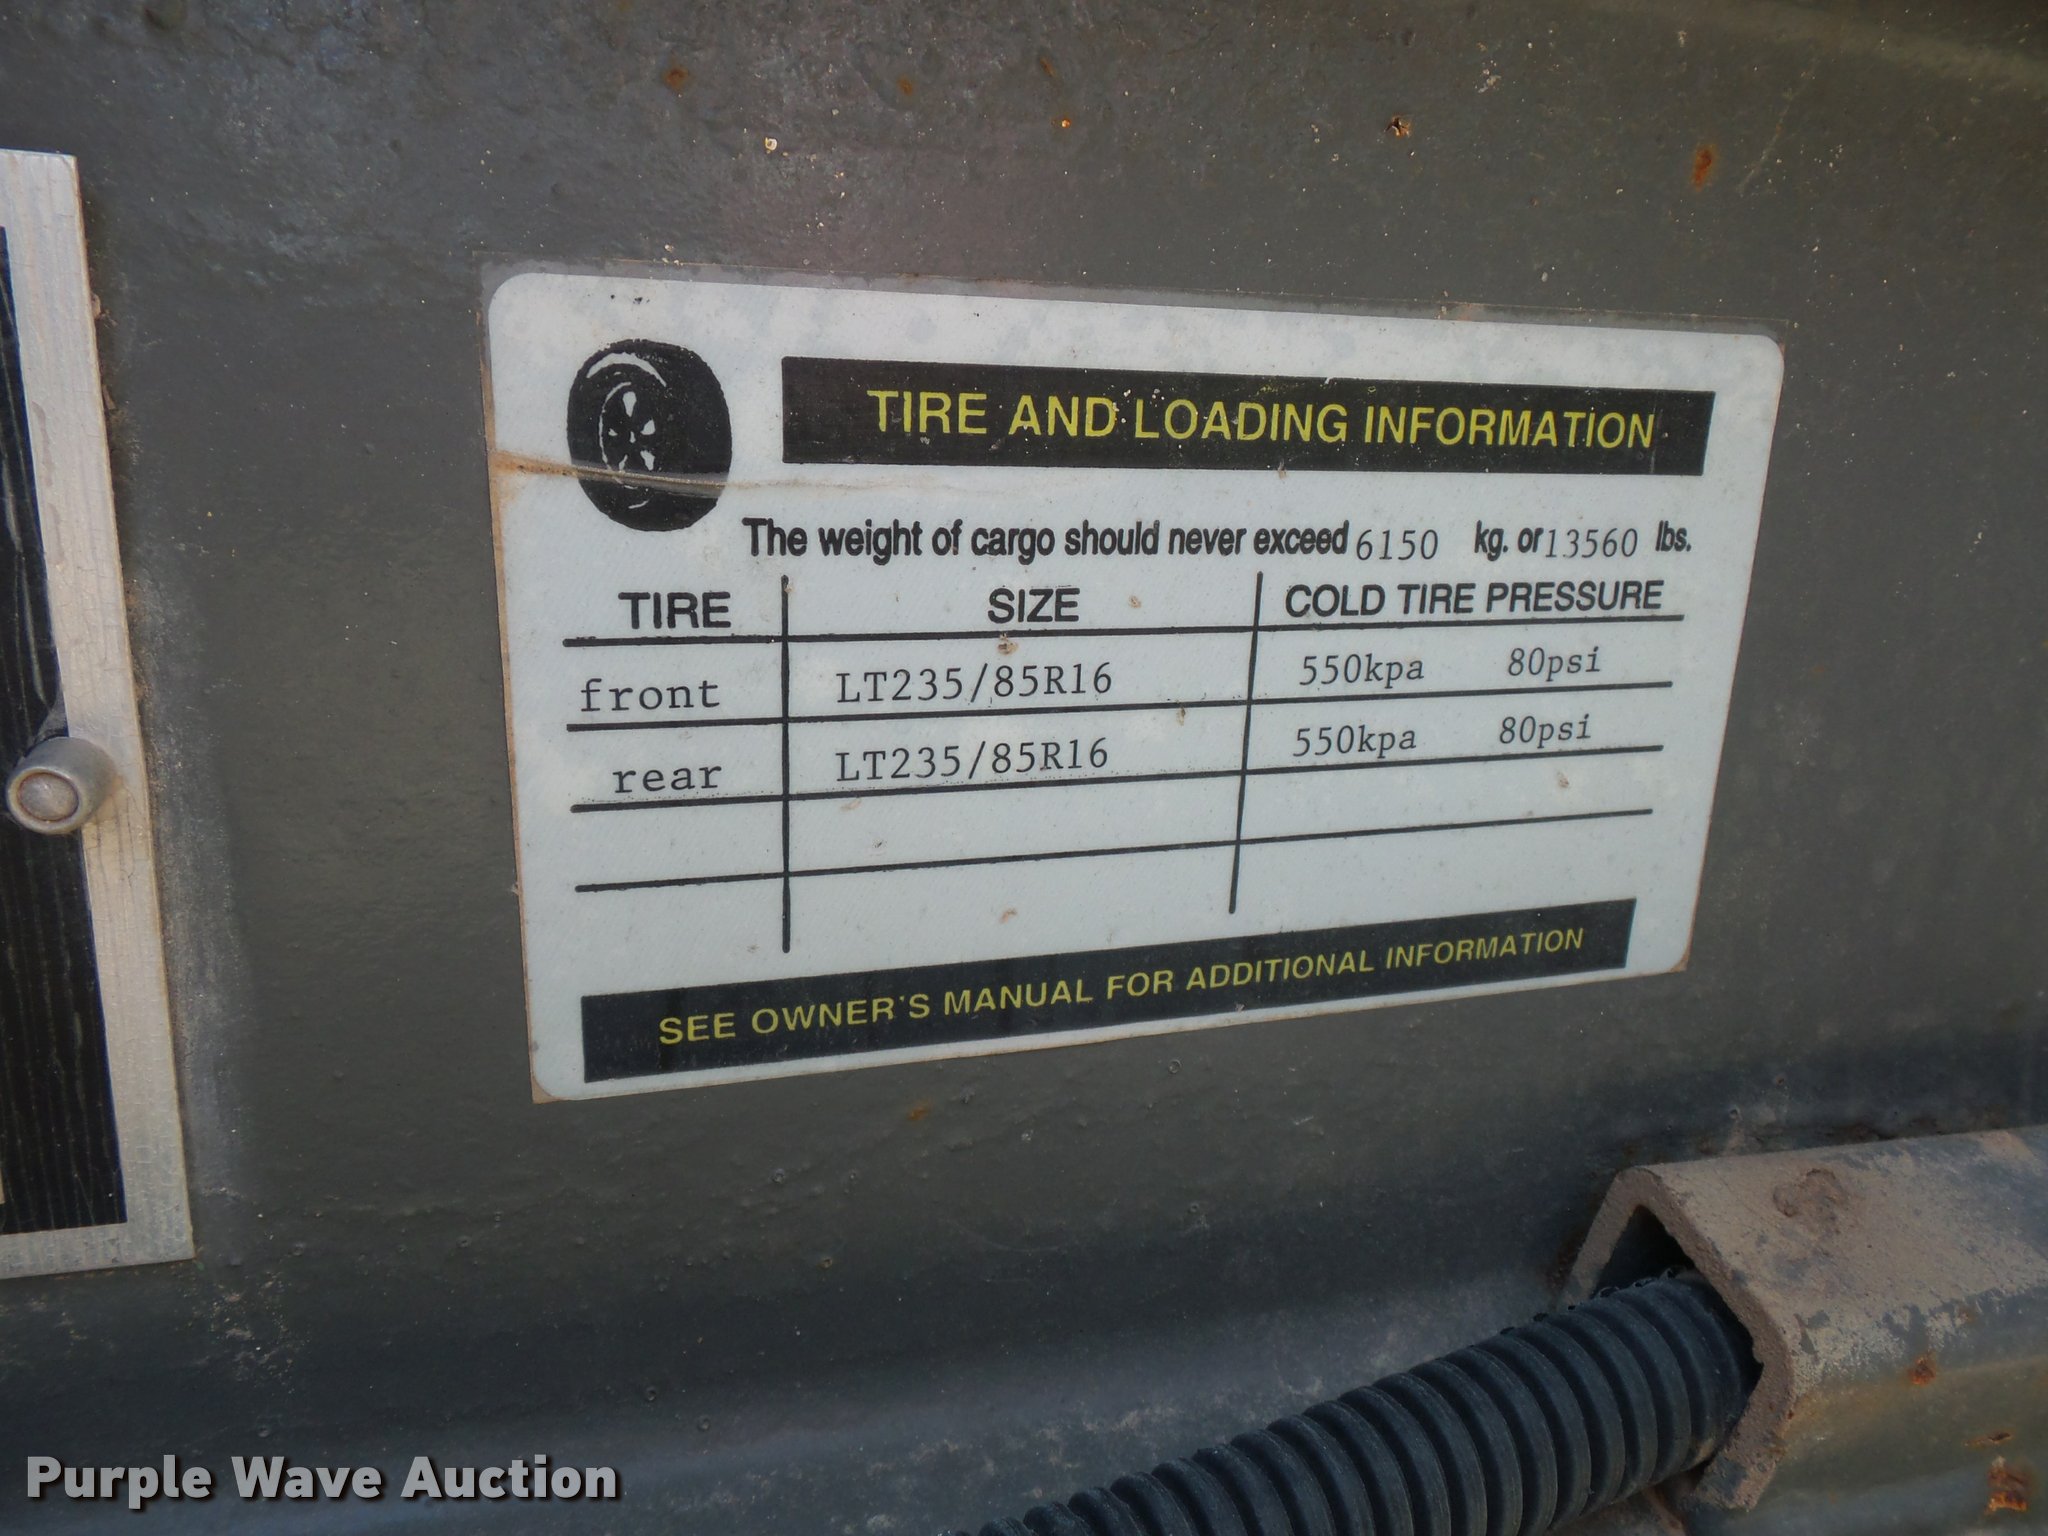 TIRE AND LOADING INFORMATION
The weight of cargo should never exceed 6150 kg. or 13560 lbs.
TIRE SIZE COLD TIRE PRESSURE
front LT235/85R16 550kpa 80psi
rear LT235/85R16 550kpa 80psi
SEE OWNER'S MANUAL FOR ADDITIONAL INFORMATION
Purple Wave Auction